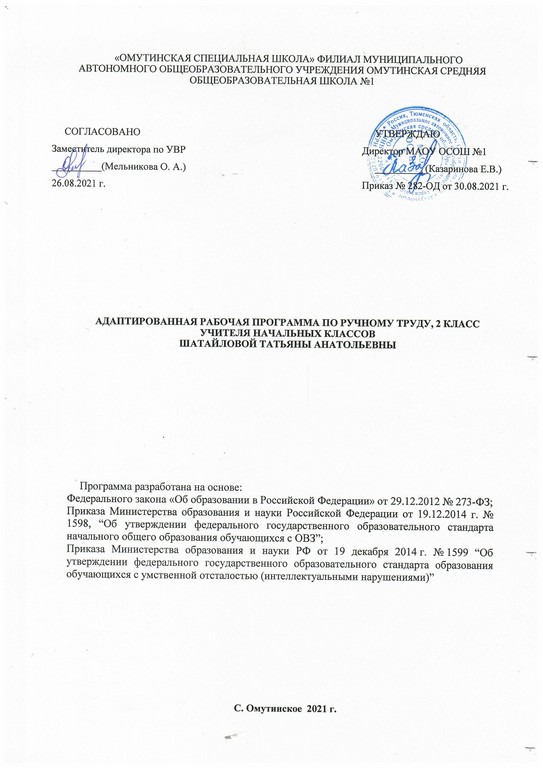 «ОМУТИНСКАЯ СПЕЦИАЛЬНАЯ ШКОЛА» ФИЛИАЛ МУНИЦИПАЛЬНОГО
АВТОНОМНОГО ОБЩЕОБРАЗОВАТЕЛЬНОГО УЧРЕЖДЕНИЯ ОМУТИНСКАЯ СРЕДНЯЯ
ОБЩЕОБРАЗОВАТЕЛЬНАЯ ШКОЛА №1
СОГЛАСОВАНО
Заместитель директора по УВР
(Мельникова О. А.)
26.08.2021 г.
УТВЕРЖДАЮ
Директор МАОУ ОСОШ №1
(Казаринова Е.В.)
Приказ № 282-ОД от 30.08.2021 г.
АДАПТИРОВАННАЯ РАБОЧАЯ ПРОГРАММА ПО РУЧНОМУ ТРУДУ, 2 КЛАСС
УЧИТЕЛЯ НАЧАЛЬНЫХ КЛАССОВ
ШАТАЙЛОВОЙ ТАТЬЯНЫ АНАТОЛЬЕВНЫ
Программа разработана на основе:
Федерального закона «Об образовании в Российской Федерации» от 29.12.2012 № 273-ФЗ;
Приказа Министерства образования и науки Российской Федерации от 19.12.2014 г. №
1598, “Об утверждении федерального государственного образовательного стандарта
начального общего образования обучающихся с ОВЗ”;
Приказа Министерства образования и науки РФ от 19 декабря 2014 г. № 1599 “Об
утверждении федерального государственного образовательного стандарта образования
обучающихся с умственной отсталостью (интеллектуальными нарушениями)”
С. Омутинское 2021 г.